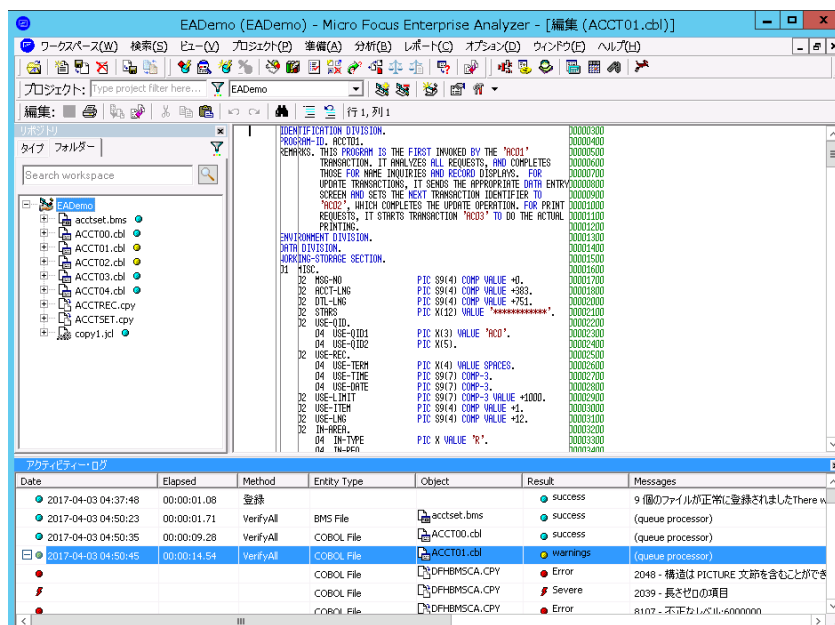 EADemo (EADemo) - Micro Focus Enterprise Analyzer - [編集 (ACCT01.cbl)]
ワークスペース(W) 検索(S) ビュー(V) プロジェクト(P) 準備(A) 分析(B) レポート(C) オプション(D) ウィンドウ(E) ヘルプ(H)
プロジェクト: Type project filter here... EADemo
編集: 行 1, 列 1
リポジトリ
タイプ フォルダー
Search workspace
EADemo
acctset.bms
ACCT00.cbl
ACCT01.cbl
ACCT02.cbl
ACCT03.cbl
ACCT04.cbl
ACCTREC.cpy
ACCTSET.cpy
copy1.jcl
IDENTIFICATION DIVISION. 00000300
PROGRAM-ID. ACCT01. 00000400
REMARKS. THIS PROGRAM IS THE FIRST INVOKED BY THE 'AC01' 00000500
TRANSACTION. IT ANALYZES ALL REQUESTS, AND COMPLETES 00000600
THOSE FOR NAME INQUIRIES AND RECORD DISPLAYS. FOR 00000700
UPDATE TRANSACTIONS, IT SENDS THE APPROPRIATE DATA ENTRY 00000800
SCREEN AND SETS THE NEXT TRANSACTION IDENTIFIER TO 00000900
'AC02', WHICH COMPLETES THE UPDATE OPERATION. FOR PRINT 00001000
REQUESTS, IT STARTS TRANSACTION 'AC03' TO DO THE ACTUAL 00001100
PRINTING. 00001200
ENVIRONMENT DIVISION. 00001300
DATA DIVISION. 00001400
WORKING-STORAGE SECTION. 00001500
01 MISC. 00001600
02 MSG-NO PIC S9(4) COMP VALUE +0. 00001700
02 ACCT-LNG PIC S9(4) COMP VALUE +383. 00001800
02 DTL-LNG PIC S9(4) COMP VALUE +751. 00002000
02 STARS PIC X(12) VALUE '************'. 00002100
02 USE-QID. 00002200
04 USE-QID1 PIC X(3) VALUE 'AC0'. 00002300
04 USE-QID2 PIC X(5). 00002400
02 USE-REC. 00002500
04 USE-TERM PIC X(4) VALUE SPACES. 00002600
04 USE-TIME PIC S9(7) COMP-3. 00002700
04 USE-DATE PIC S9(7) COMP-3. 00002800
02 USE-LIMIT PIC S9(7) COMP-3 VALUE +1000. 00002900
02 USE-ITEM PIC S9(4) COMP VALUE +1. 00003000
02 USE-LNG PIC S9(4) COMP VALUE +12. 00003100
02 IN-AREA. 00003200
04 IN-TYPE PIC X VALUE 'R'. 00003300
04 IN-REQ 00003400
アクティビティー・ログ
Date Elapsed Method Entity Type Object Result Messages
2017-04-03 04:37:48 00:00:01.08 登録 success 9 個のファイルが正常に登録されましたThere w
2017-04-03 04:50:23 00:00:01.71 VerifyAll BMS File acctset.bms success (queue processor)
2017-04-03 04:50:35 00:00:09.28 VerifyAll COBOL File ACCT00.cbl success (queue processor)
2017-04-03 04:50:45 00:00:14.54 VerifyAll COBOL File ACCT01.cbl warnings (queue processor)
COBOL File DFHBMSCA.CPY Error 2048 - 構造は PICTURE 文節を含むことができ
COBOL File DFHBMSCA.CPY Severe 2039 - 長さゼロの項目
COBOL File DFHBMSCA.CPY Error 8107 - 不正なレベル:6000000